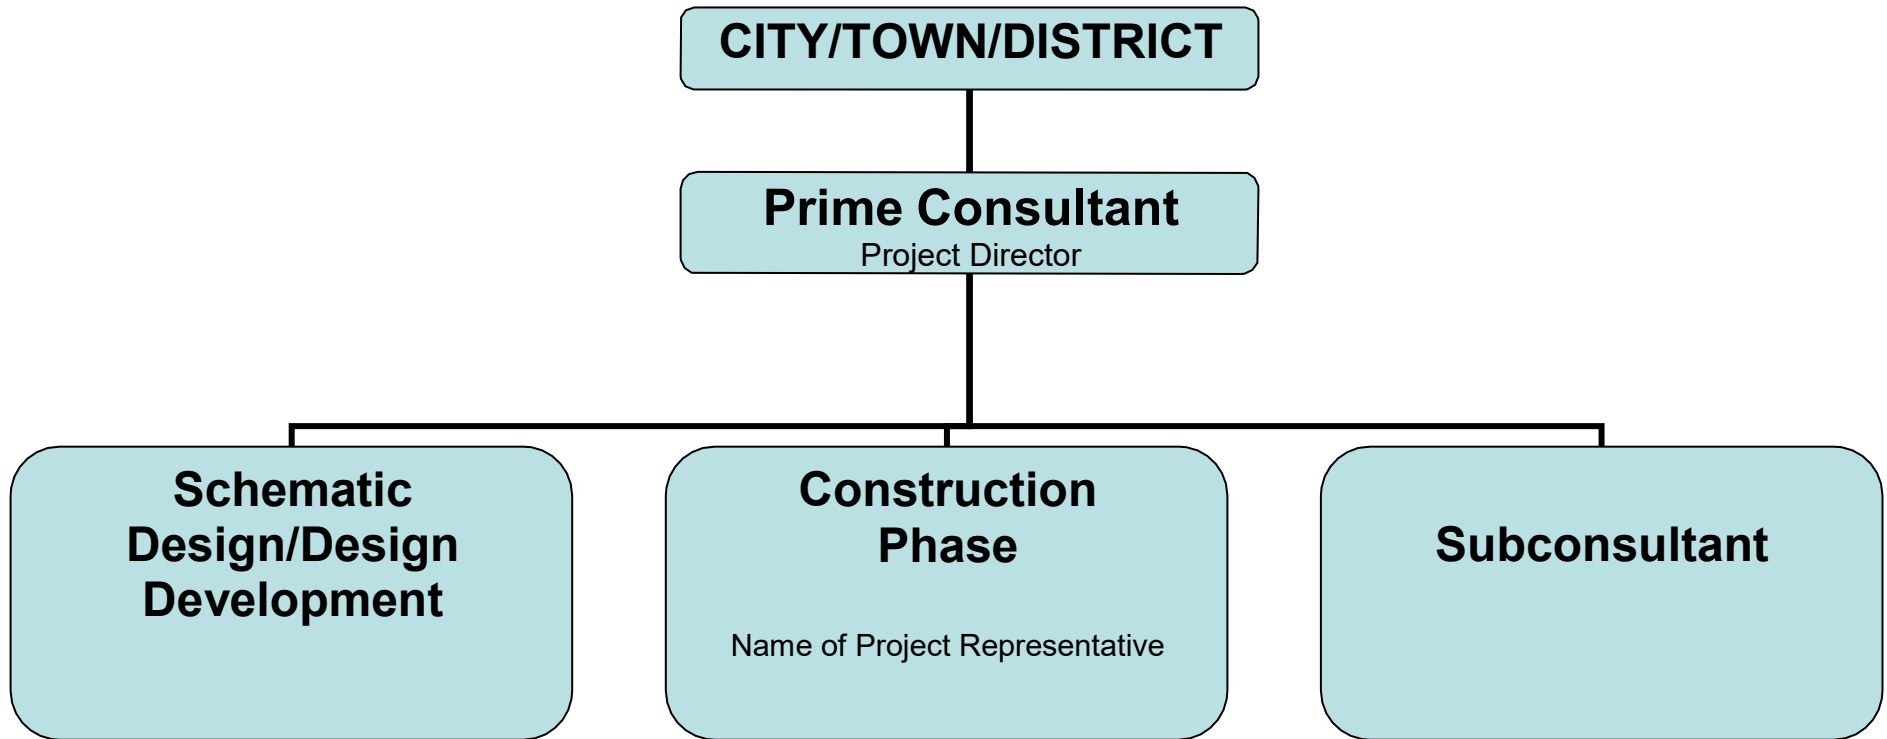 CITY/TOWN/DISTRICT
Prime Consultant
Project Director
Schematic
Design/Design
Development
Construction
Phase
Name of Project Representative
Subconsultant